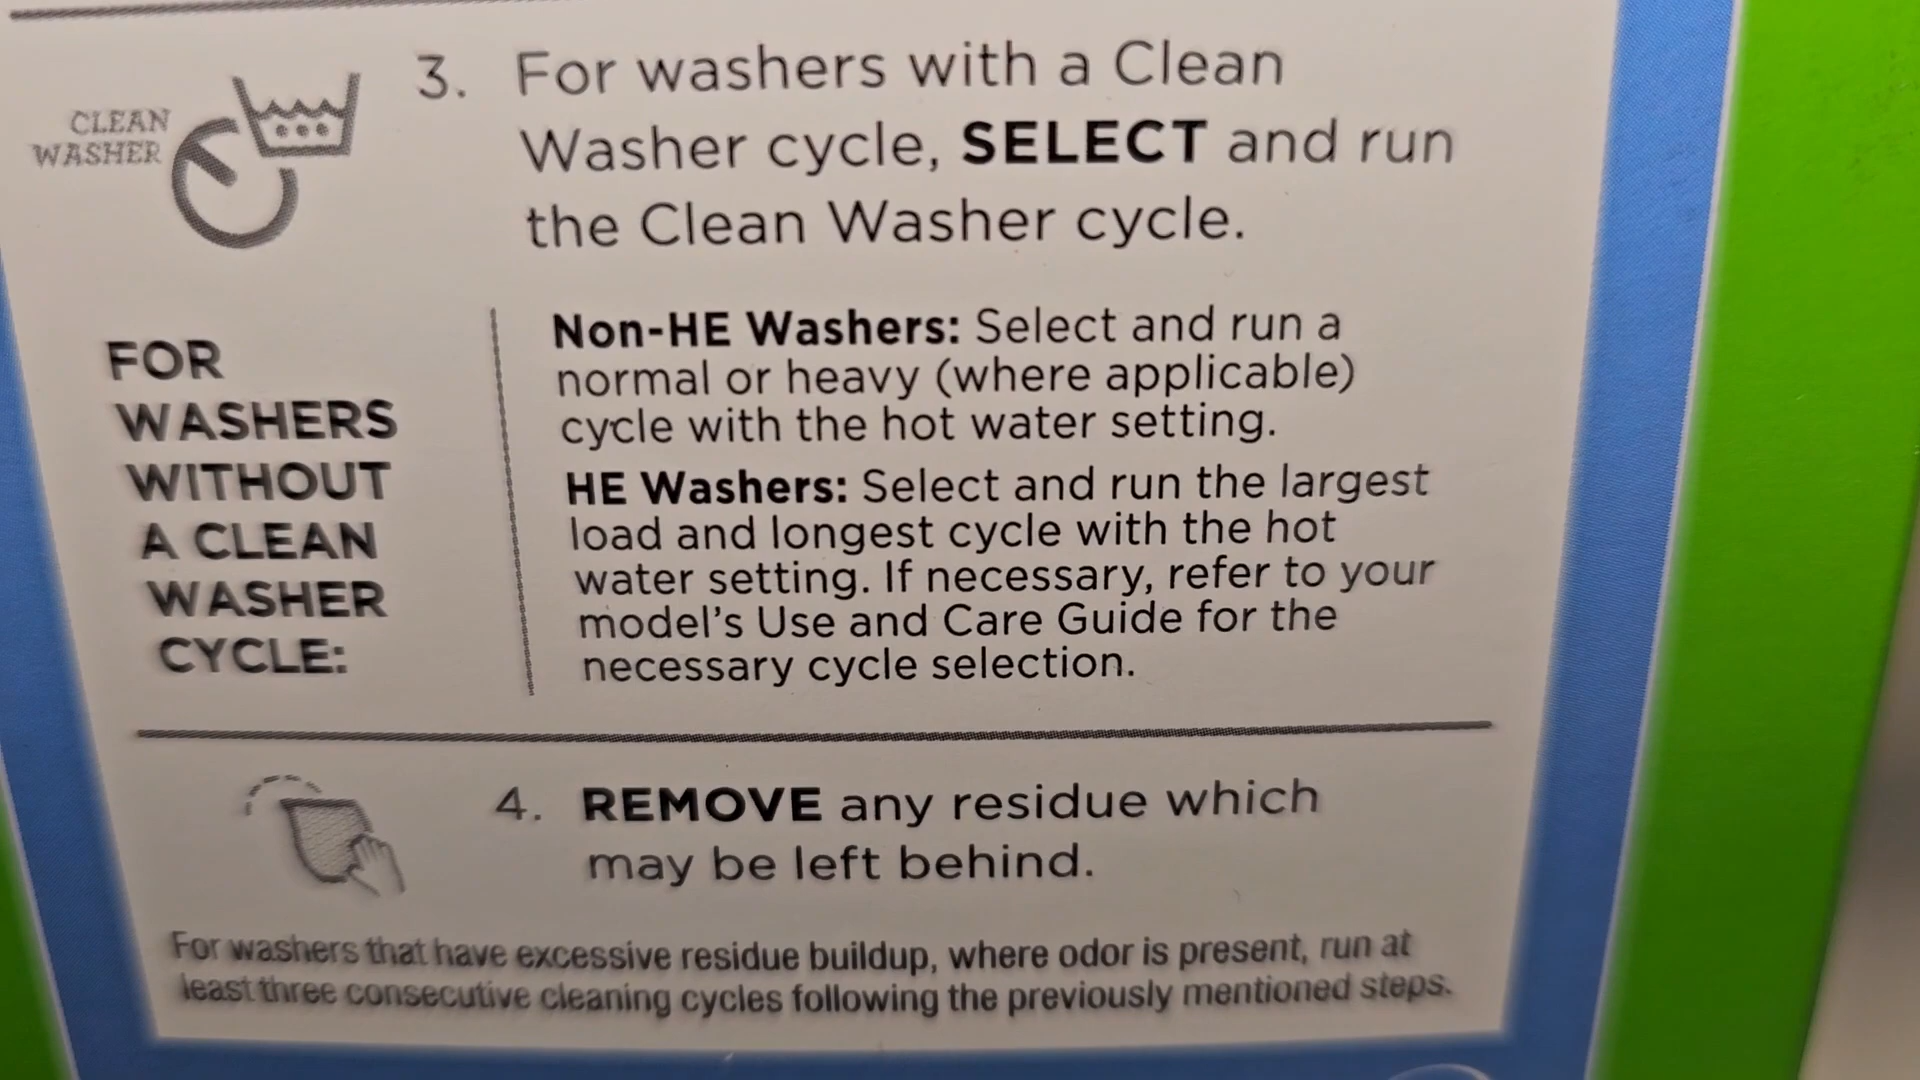 CLEAN
WASHER
3. For washers with a Clean
Washer cycle, SELECT and run
the Clean Washer cycle.
FOR
WASHERS
WITHOUT
A CLEAN
WASHER
CYCLE:
Non-HE Washers: Select and run a
normal or heavy (where applicable)
cycle with the hot water setting.
HE Washers: Select and run the largest
load and longest cycle with the hot
water setting. If necessary, refer to your
model's Use and Care Guide for the
necessary cycle selection.
4. REMOVE any residue which
may be left behind.
For washers that have excessive residue buildup, where odor is present, run at
least three consecutive cleaning cycles following the previously mentioned steps.